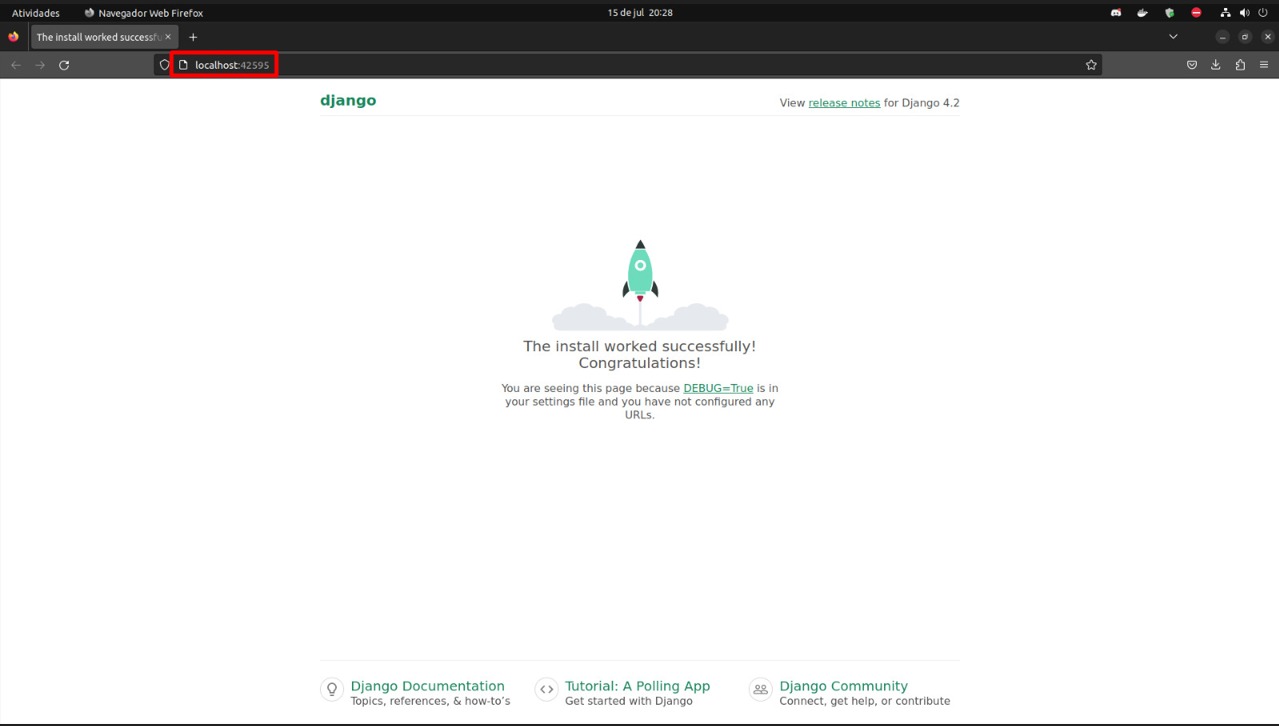 Atividades
Navegador Web Firefox
15 de jul 20:28
The install worked successfu
localhost:42595
django
View release notes for Django 4.2
The install worked successfully!
Congratulations!
You are seeing this page because DEBUG=True is in
your settings file and you have not configured any
URLs.
Django Documentation
Topics, references, & how-to’s
Tutorial: A Polling App
Get started with Django
Django Community
Connect, get help, or contribute